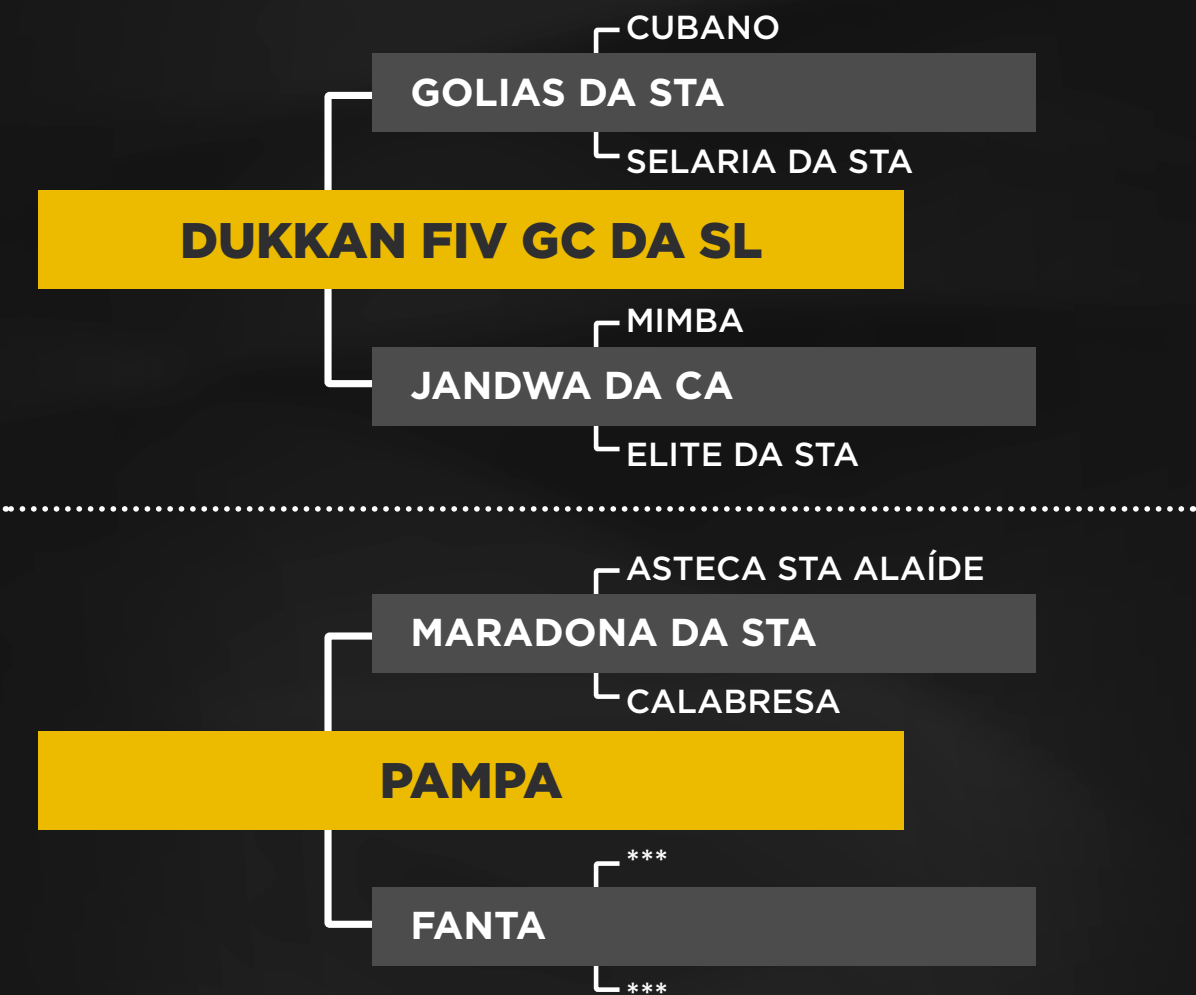 CUBANO
GOLIAS DA STA
SELARIA DA STA
DUKKAN FIV GC DA SL
MIMBA
JANDWA DA CA
ELITE DA STA
ASTECA STA ALAÍDE
MARADONA DA STA
CALABRESA
PAMPA
***
FANTA
***